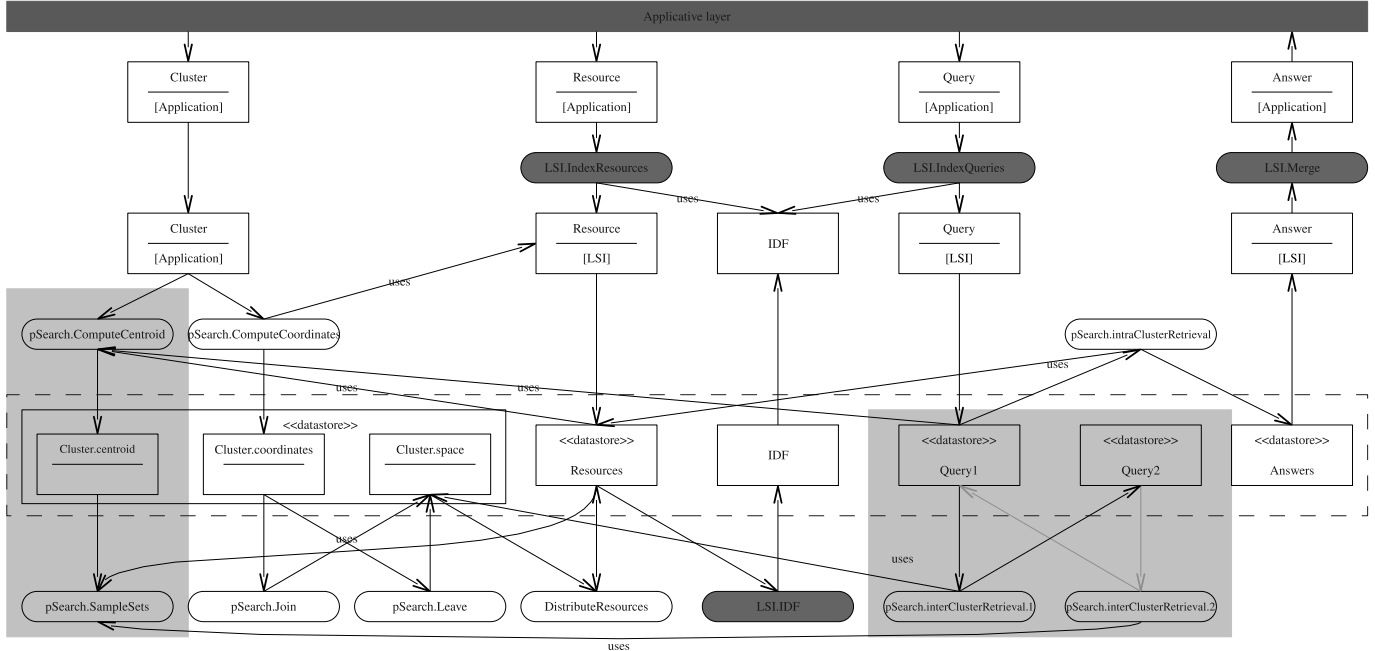 Applicative layer
Cluster
[Application]
Resource
[Application]
Query
[Application]
Answer
[Application]
LSI.IndexResources
LSI.IndexQueries
LSI.Merge
uses
uses
Cluster
[Application]
Resource
[LSI]
IDF
Query
[LSI]
Answer
[LSI]
uses
pSearch.ComputeCentroid
pSearch.ComputeCoordinates
pSearch.intraClusterRetrieval
uses
uses
uses
<<datastore>>
Cluster.centroid
Cluster.coordinates
Cluster.space
<<datastore>>
Resources
IDF
<<datastore>>
Query1
<<datastore>>
Query2
<<datastore>>
Answers
uses
uses
pSearch.SampleSets
pSearch.Join
pSearch.Leave
DistributeResources
LSI.IDF
pSearch.interClusterRetrieval.1
pSearch.interClusterRetrieval.2
uses